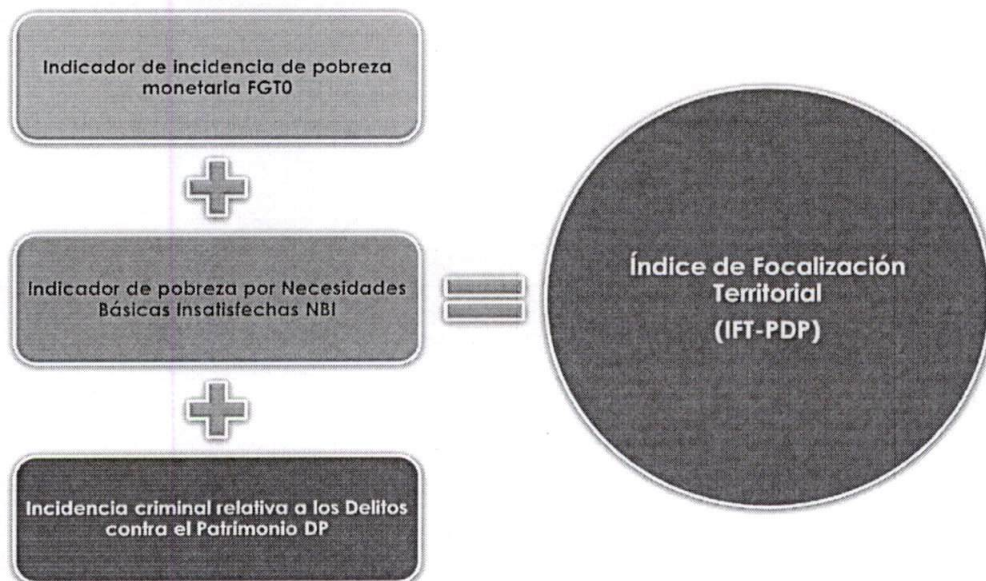 Indicador de incidencia de pobreza
monetaria FGT0
Indicador de pobreza por Necesidades
Básicas Insatisfechas NBI
Incidencia criminal relativa a los Delitos
contra el Patrimonio DP
Índice de Focalización
Territorial
(IFT-PDP)